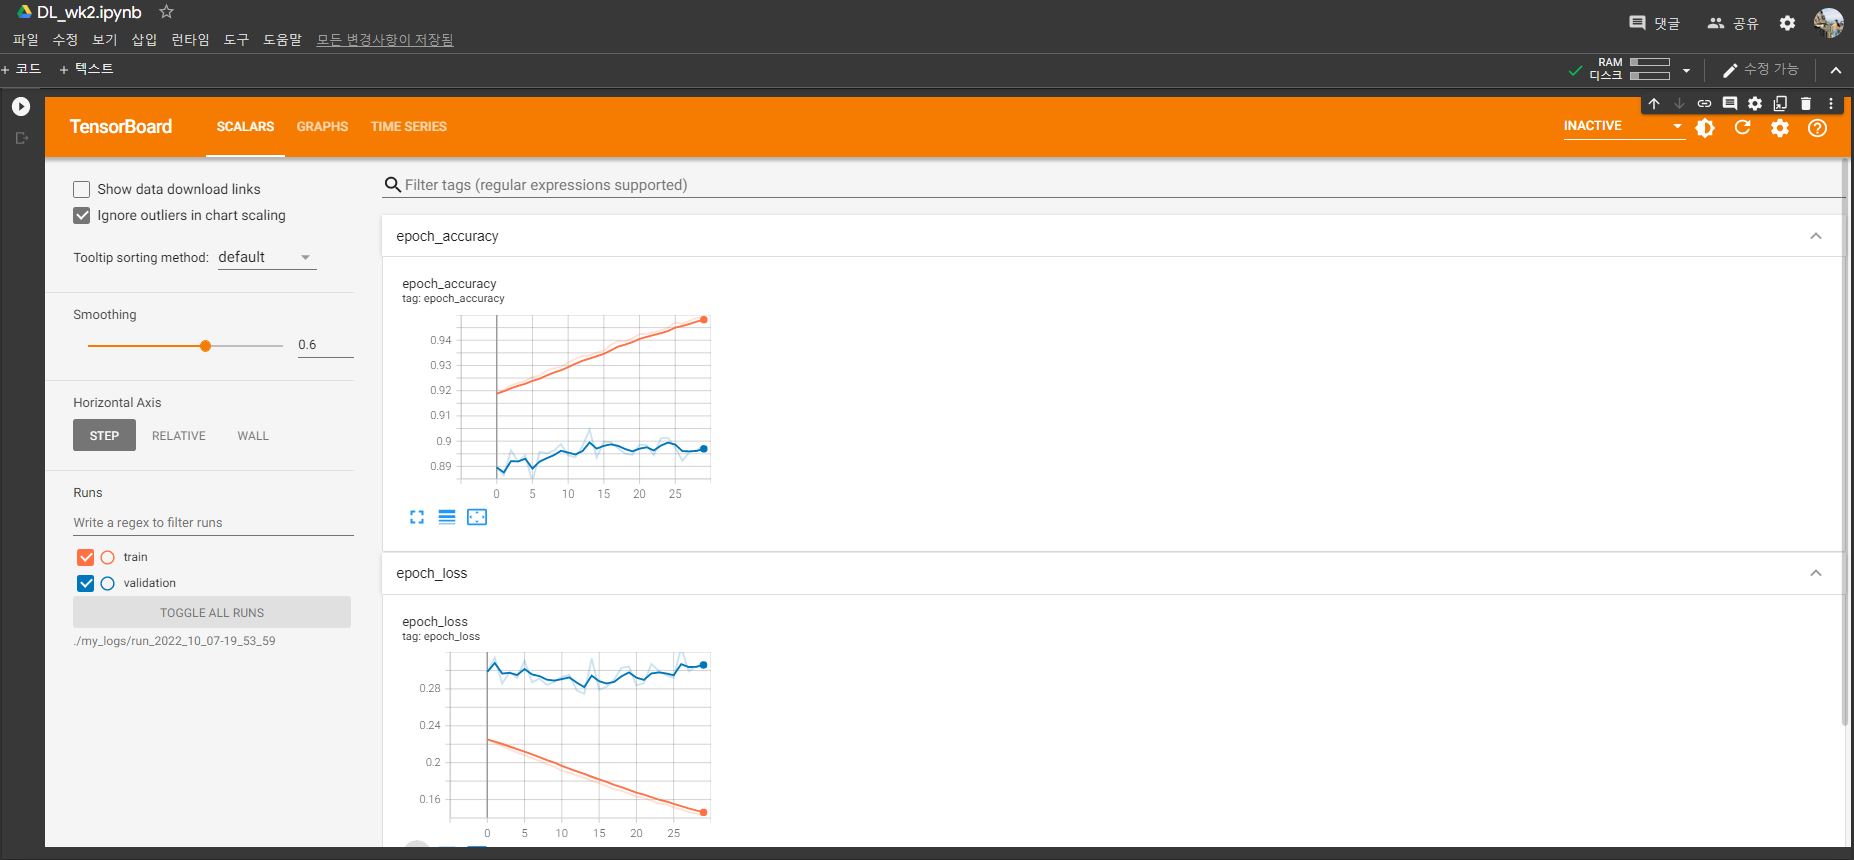 DL_wk2.ipynb
댓글 공유
파일 수정 보기 삽입 런타임 도구 도움말 모든 변경사항이 저장됨
+ 코드 + 텍스트
RAM
디스크
수정 가능
TensorBoard SCALARS GRAPHS TIME SERIES INACTIVE
Show data download links
Ignore outliers in chart scaling
Tooltip sorting method: default
Smoothing
0.6
Horizontal Axis
STEP RELATIVE WALL
Runs
Write a regex to filter runs
train
validation
TOGGLE ALL RUNS
./my_logs/run_2022_10_07-19_53_59
Filter tags (regular expressions supported)
epoch_accuracy
epoch_accuracy
tag: epoch_accuracy
0.94
0.93
0.92
0.91
0.9
0.89
0 5 10 15 20 25
epoch_loss
epoch_loss
tag: epoch_loss
0.28
0.24
0.2
0.16
0 5 10 15 20 25